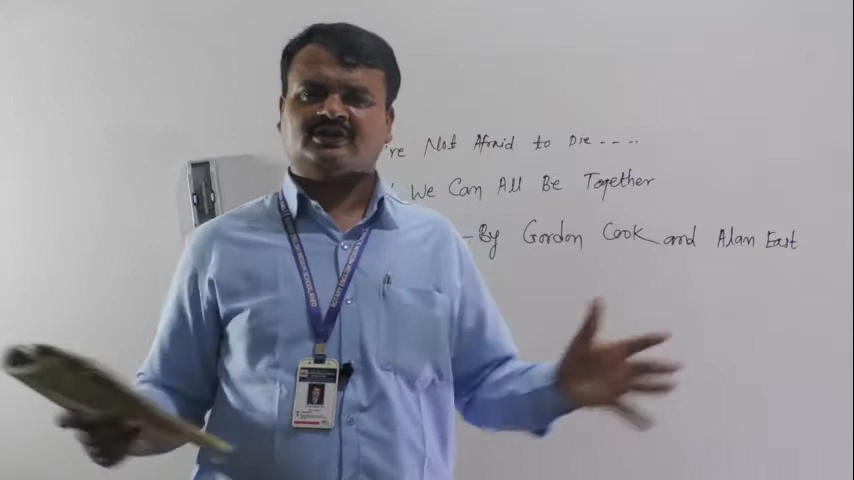 're Not Afraid to Die....
We Can All Be Together
-By Gordon Cook and Alan East